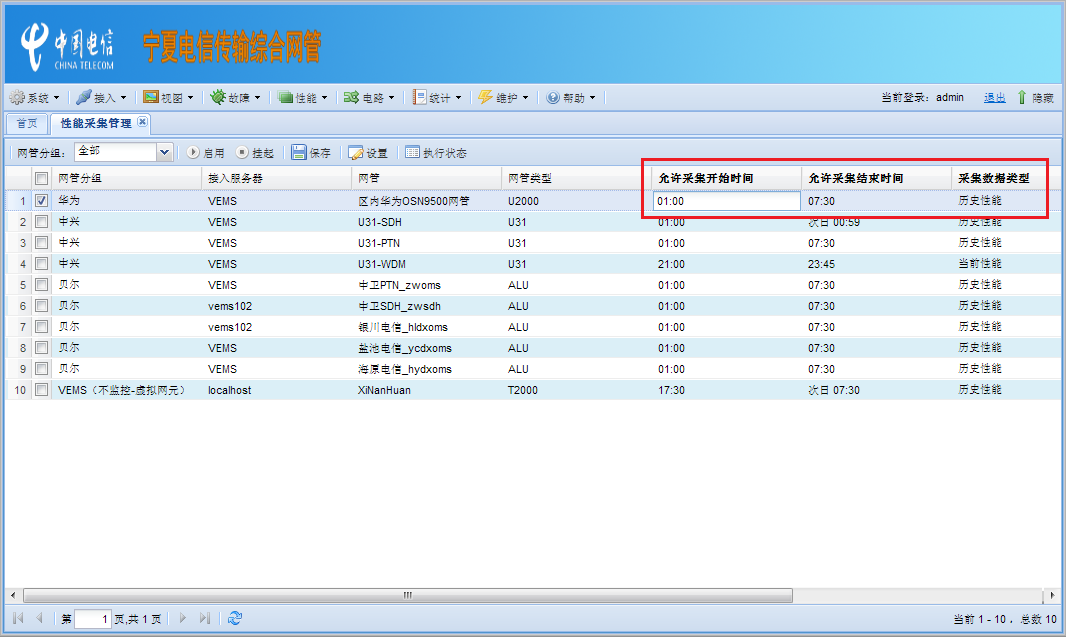 中国电信 CHINA TELECOM 宁夏电信传输综合网管
系统 接入 视图 故障 性能 电路 统计 维护 帮助 当前登录: admin 退出 隐藏
首页 性能采集管理
网管分组: 全部 启用 挂起 保存 设置 执行状态
网管分组 接入服务器 网管 网管类型 允许采集开始时间 允许采集结束时间 采集数据类型
1 华为 VEMS 区内华为OSN9500网管 U2000 01:00 07:30 历史性能
2 中兴 VEMS U31-SDH U31 01:00 次日 00:59 历史性能
3 中兴 VEMS U31-PTN U31 01:00 07:30 历史性能
4 中兴 VEMS U31-WDM U31 21:00 23:45 当前性能
5 贝尔 VEMS 中卫PTN_zwoms ALU 01:00 07:30 历史性能
6 贝尔 vems102 中卫SDH_zwsdh ALU 01:00 07:30 历史性能
7 贝尔 vems102 银川电信_hldxoms ALU 01:00 07:30 历史性能
8 贝尔 VEMS 盐池电信_ycdxoms ALU 01:00 07:30 历史性能
9 贝尔 VEMS 海原电信_hydxoms ALU 01:00 07:30 历史性能
10 VEMS（不监控-虚拟网元） localhost XiNanHuan T2000 17:30 次日 07:30 历史性能
第 1 页,共 1 页 当前 1 - 10 ，总数 10